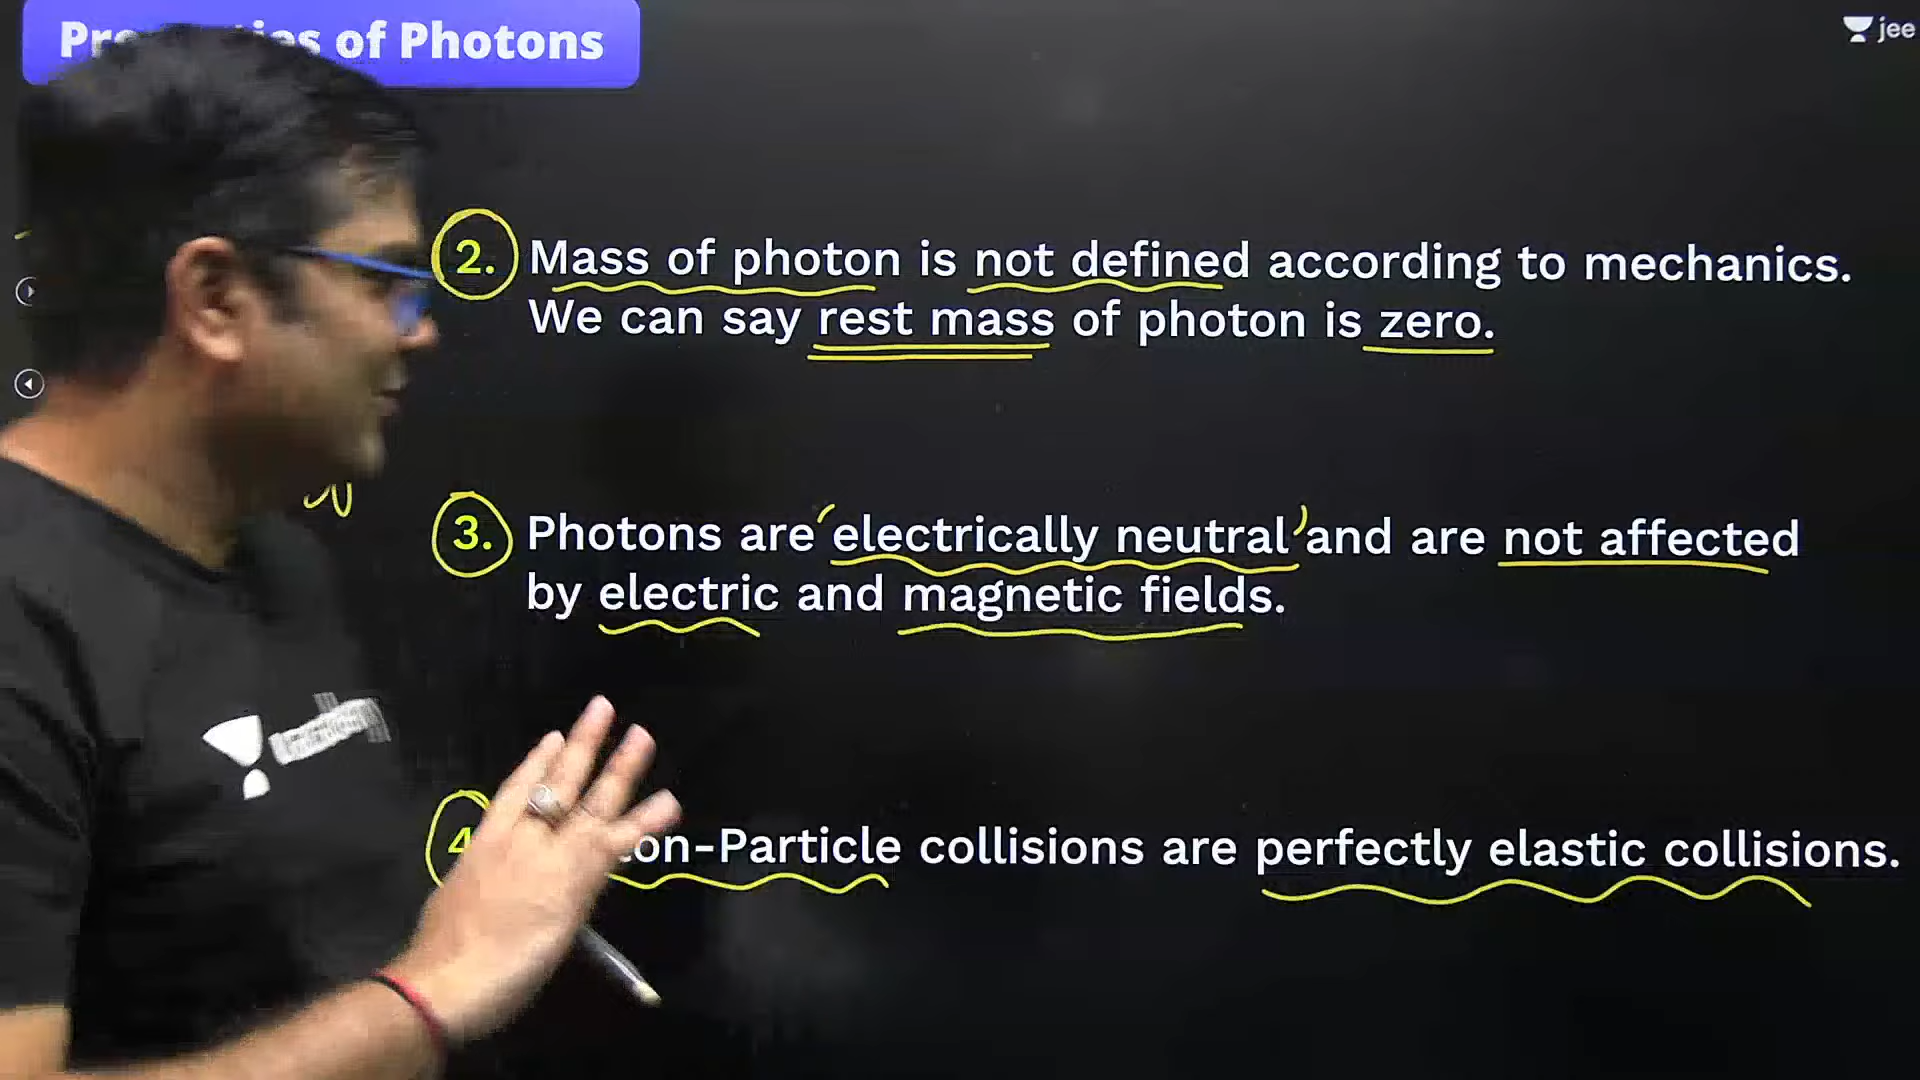 of Photons
jee
2. Mass of photon is not defined according to mechanics.
We can say rest mass of photon is zero.
3. Photons are 'electrically neutral' and are not affected
by electric and magnetic fields.
4 on-Particle collisions are perfectly elastic collisions.